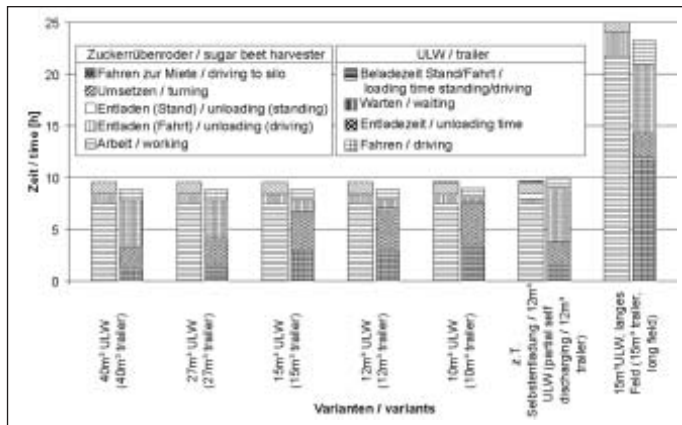 25
20
15
10
5
0
Zeit / time [h]
Zuckerrübenroder / sugar beet harvester
Fahren zur Miete / driving to silo
Umsetzen / turning
Entladen (Stand) / unloading (standing)
Entladen (Fahrt) / unloading (driving)
Arbeit / working
ULW / trailer
Beladezeit Stand/Fahrt /
loading time standing/driving
Warten / waiting
Entladezeit / unloading time
Fahren / driving
40m³ ULW
(40m³ trailer)
27m³ ULW
(27m³ trailer)
15m³ ULW
(15m³ trailer)
12m³ ULW
(12m³ trailer)
10m³ ULW
(10m³ trailer)
z.T.
Selbstentladung / 12m³
ULW (partial self
discharging / 12m³
trailer)
15m³ULW, langes
Feld (15m³ trailer,
long field)
Varianten / variants